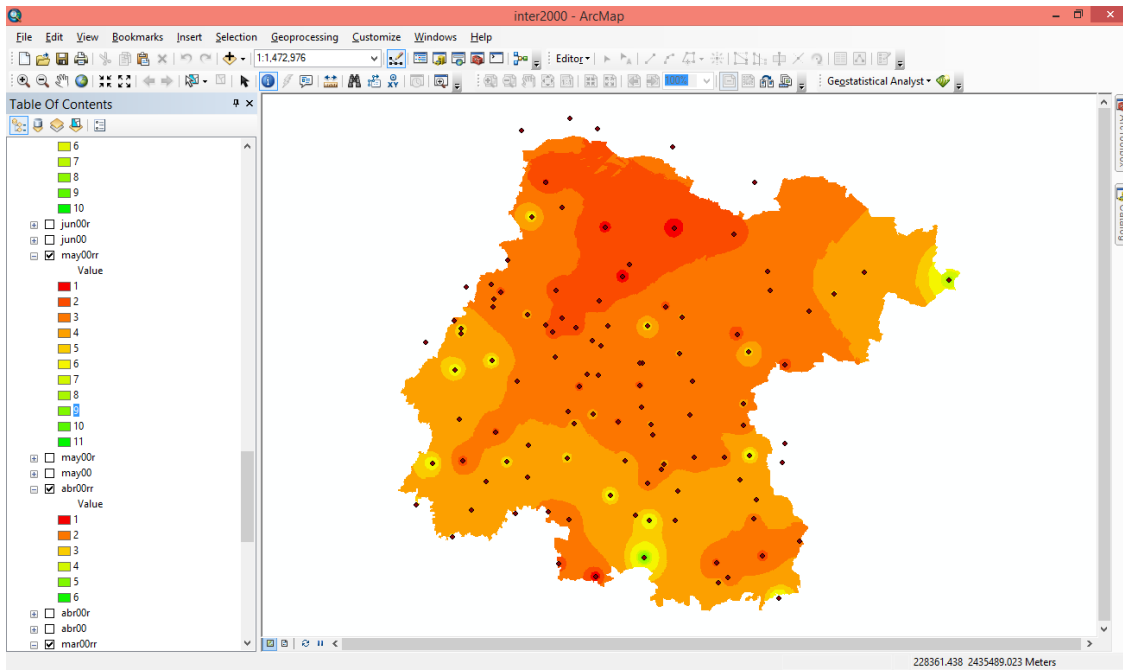 inter2000 - ArcMap
File Edit View Bookmarks Insert Selection Geoprocessing Customize Windows Help
1:1,472,976 Editor
100% Geostatistical Analyst
Table Of Contents
6
7
8
9
10
jun00r
jun00
may00rr
Value
1
2
3
4
5
6
7
8
9
10
11
may00r
may00
abr00rr
Value
1
2
3
4
5
6
abr00r
abr00
mar00rr
ArcToolbox
Catalog
228361.438 2435489.023 Meters